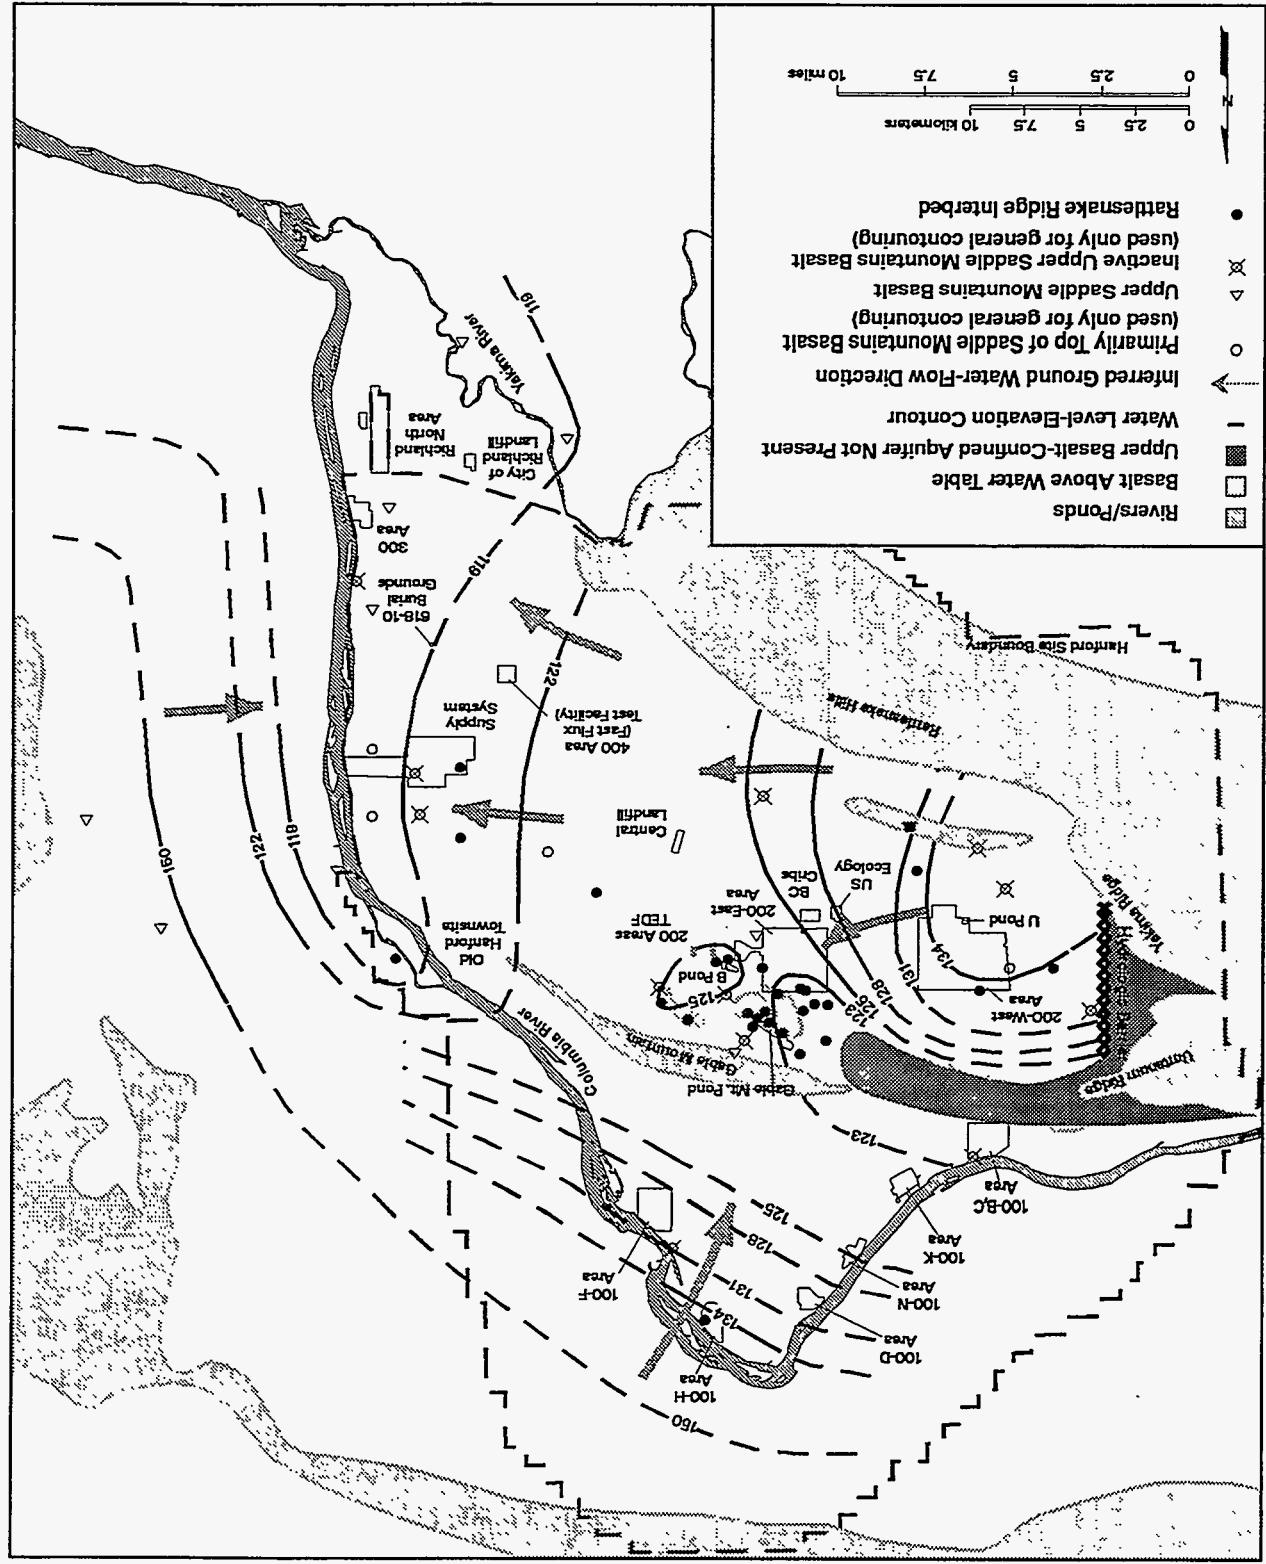 150
100-H
Area
100-D
Area
100-N
Area
100-F
Area
100-K
Area
100-B,C
Area
134
131
128
125
123
Columbia River
Umtanum Ridge
Gable Mt. Pond
Gable Mountain
200-West
Area
Yakima Ridge
U Pond
134
131
128
125
123
125
B Pond
200 Areas
TEDF
200-East
Area
US
Ecology
BC
Cribs
Old
Hanford
Townsite
Central
Landfill
150
122
119
Rattlesnake Hills
400 Area
(Fast Flux
Test Facility)
Supply
System
122
Hanford Site Boundary
618-10
Burial
Grounds
119
300
Area
City of
Richland
Landfill
Richland
North
Area
Yakima River
119
Rivers/Ponds
Basalt Above Water Table
Upper Basalt-Confined Aquifer Not Present
Water Level-Elevation Contour
Inferred Ground Water-Flow Direction
Primarily Top of Saddle Mountains Basalt
(used only for general contouring)
Upper Saddle Mountains Basalt
Inactive Upper Saddle Mountains Basalt
(used only for general contouring)
Rattlesnake Ridge Interbed
0 2.5 5 7.5 10 kilometers
0 2.5 5 7.5 10 miles
N